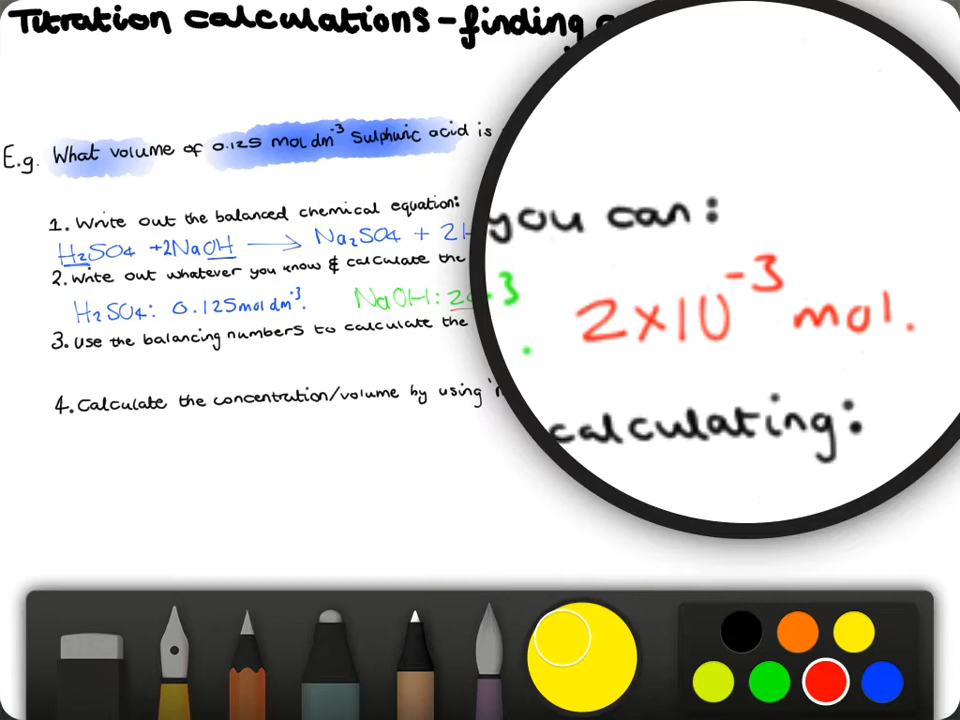 Titration calculations - finding
E.g. What volume of 0.125 mol dm⁻³ Sulphuric acid is
1. Write out the balanced chemical equation:
H₂SO₄ + 2NaOH → Na₂SO₄ + 2H
2. Write out whatever you know & calculate the
H₂SO₄: 0.125 mol dm⁻³. NaOH: 2
3. Use the balancing numbers to calculate the
4. Calculate the concentration/volume by using
you can:
3
. 2×10⁻³ mol.
calculating: